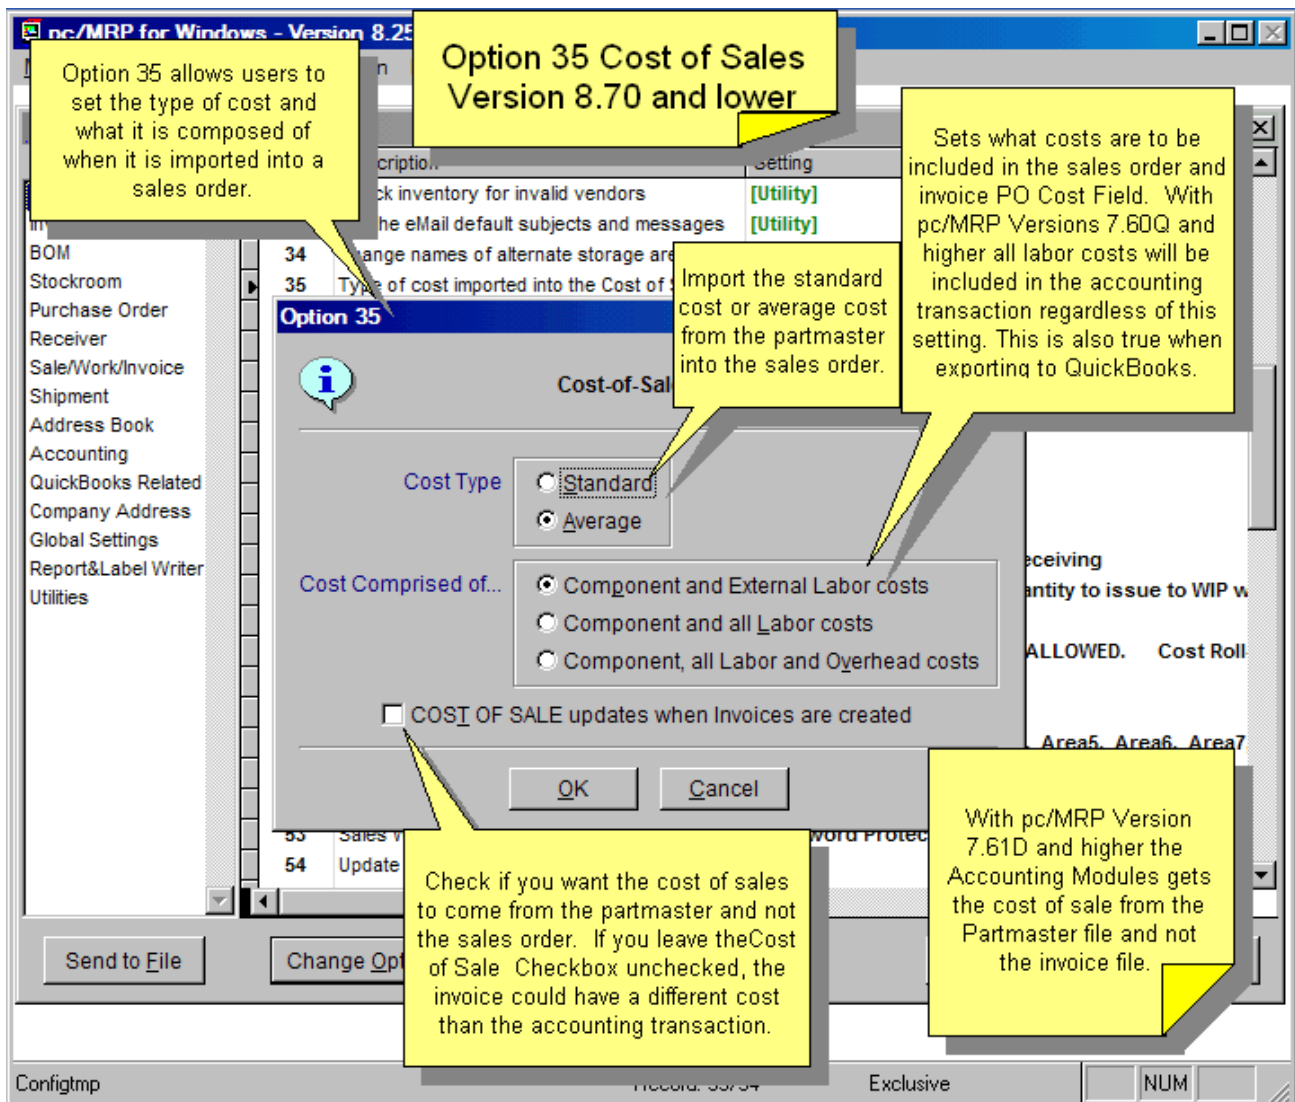 pc/MRP for Windows - Version 8.25
Option 35 Cost of Sales
Version 8.70 and lower
Option 35 allows users to
set the type of cost and
what it is composed of
when it is imported into a
sales order.
Setting
ck inventory for invalid vendors [Utility]
he eMail default subjects and messages [Utility]
34 hange names of alternate storage are
35 Type of cost imported into the Cost of S
Sets what costs are to be
included in the sales order and
invoice PO Cost Field. With
pc/MRP Versions 7.60Q and
higher all labor costs will be
included in the accounting
transaction regardless of this
setting. This is also true when
exporting to QuickBooks.
Import the standard
cost or average cost
from the partmaster
into the sales order.
BOM
Stockroom
Purchase Order
Receiver
Sale/Work/Invoice
Shipment
Address Book
Accounting
QuickBooks Related
Company Address
Global Settings
Report&Label Writer
Utilities
Option 35
Cost-of-Sal
Cost Type
Standard
Average
Cost Comprised of...
Component and External Labor costs
Component and all Labor costs
Component, all Labor and Overhead costs
COST OF SALE updates when Invoices are created
OK Cancel
eceiving
antity to issue to WIP w
ALLOWED. Cost Roll
Area5, Area6, Area7
53 Sales word Protec
54 Update
Check if you want the cost of sales
to come from the partmaster and not
the sales order. If you leave theCost
of Sale Checkbox unchecked, the
invoice could have a different cost
than the accounting transaction.
With pc/MRP Version
7.61D and higher the
Accounting Modules gets
the cost of sale from the
Partmaster file and not
the invoice file.
Send to File
Change Opt
Configtmp
Exclusive
NUM